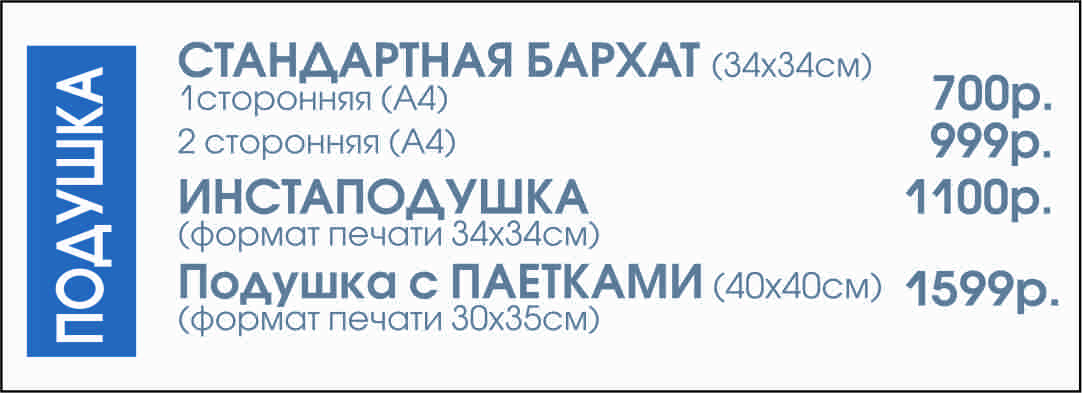 ПОДУШКА
СТАНДАРТНАЯ БАРХАТ (34х34см)
1сторонняя (А4) 700р.
2 сторонняя (А4) 999р.
ИНСТАПОДУШКА 1100р.
(формат печати 34х34см)
Подушка с ПАЕТКАМИ (40х40см) 1599р.
(формат печати 30х35см)